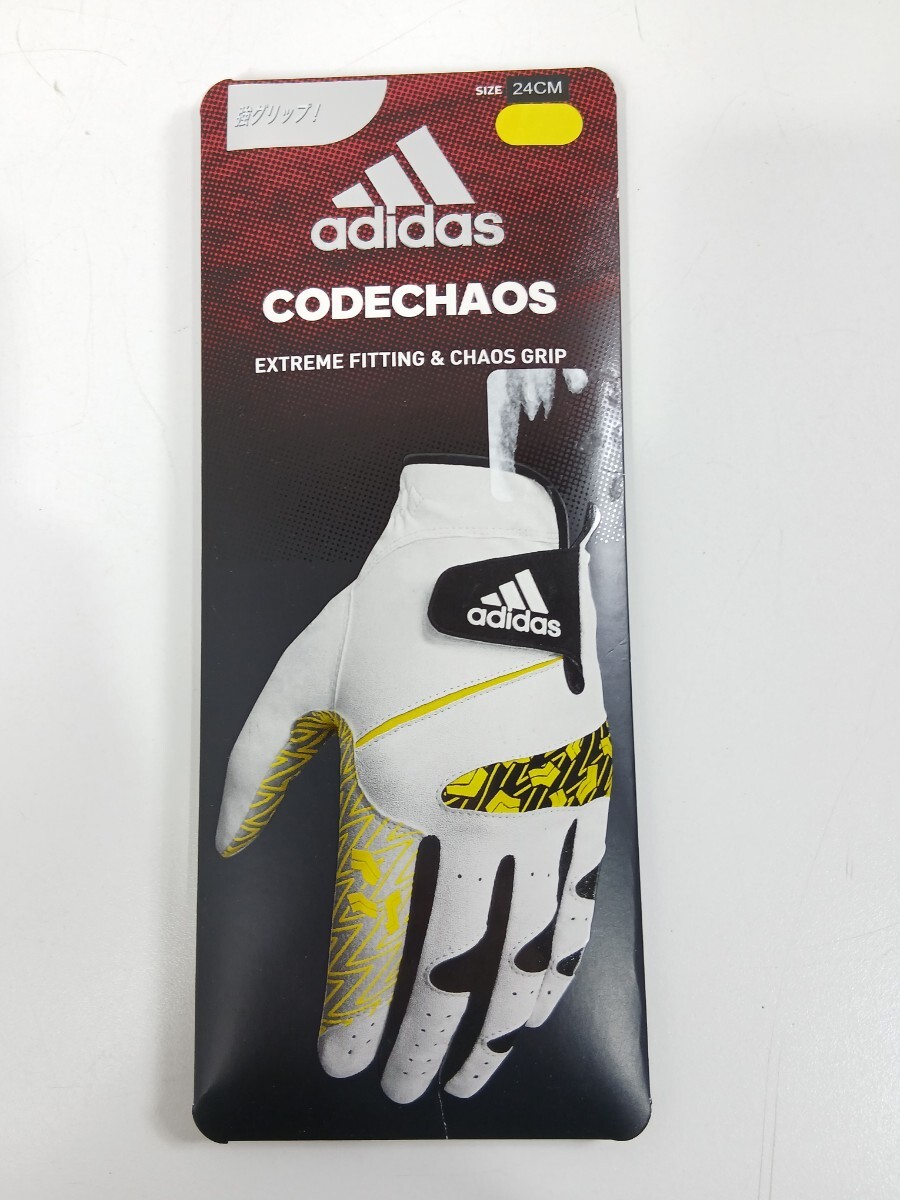 強グリップ!
SIZE 24CM
adidas
CODECHAOS
EXTREME FITTING & CHAOS GRIP
adidas